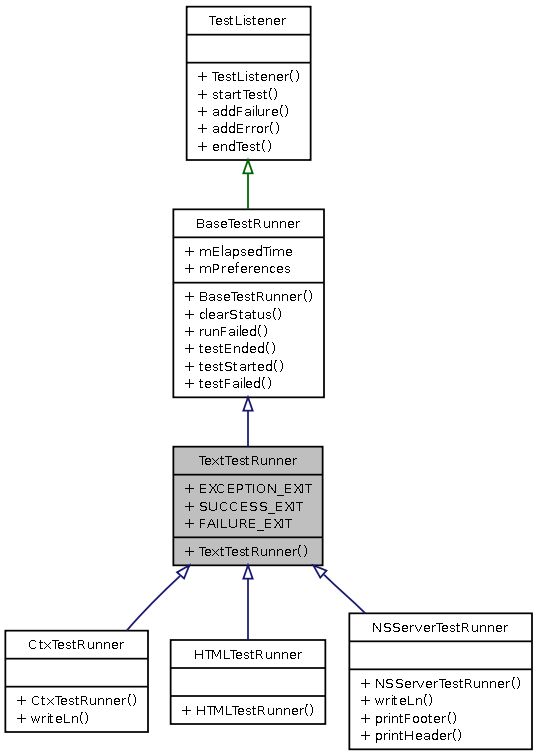 TestListener
+ TestListener()
+ startTest()
+ addFailure()
+ addError()
+ endTest()
BaseTestRunner
+ mElapsedTime
+ mPreferences
+ BaseTestRunner()
+ clearStatus()
+ runFailed()
+ testEnded()
+ testStarted()
+ testFailed()
TextTestRunner
+ EXCEPTION_EXIT
+ SUCCESS_EXIT
+ FAILURE_EXIT
+ TextTestRunner()
CtxTestRunner
+ CtxTestRunner()
+ writeLn()
HTMLTestRunner
+ HTMLTestRunner()
NSServerTestRunner
+ NSServerTestRunner()
+ writeLn()
+ printFooter()
+ printHeader()